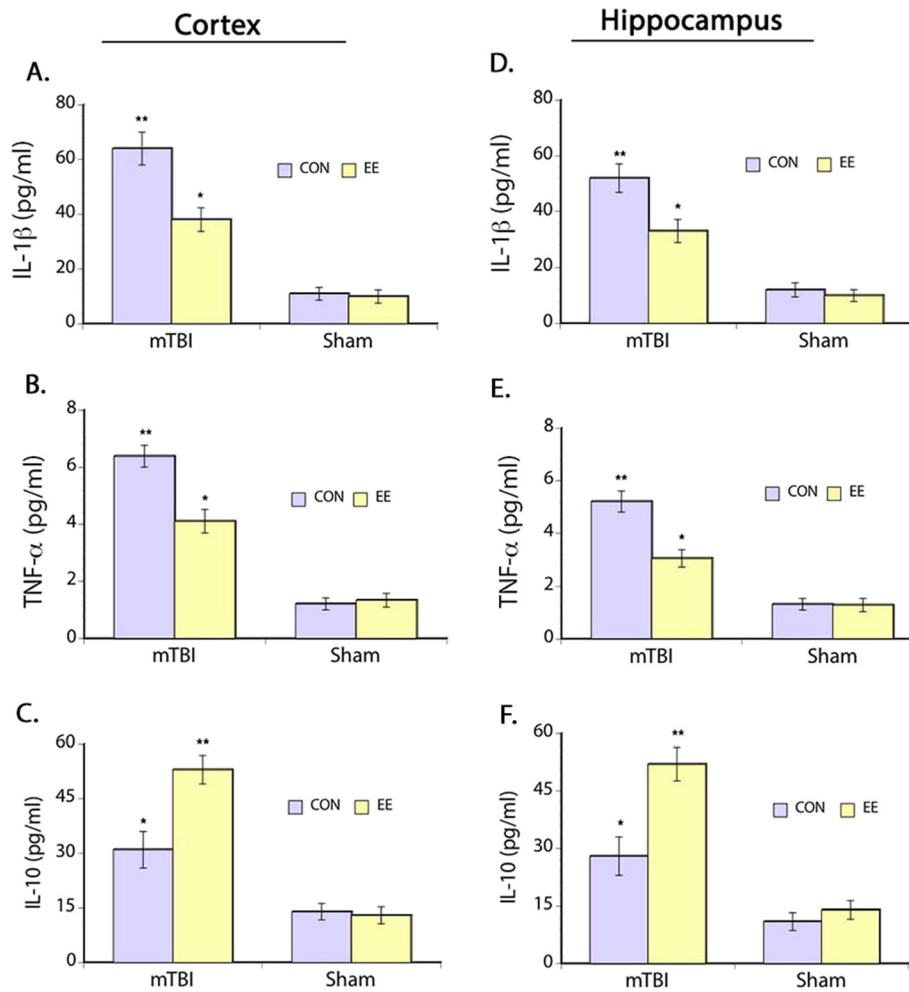 Cortex
Hippocampus
A.
80
60
40
20
0
IL-1β (pg/ml)
**
*
CON EE
mTBI Sham
B.
8
6
4
2
0
TNF-α (pg/ml)
**
*
CON EE
mTBI Sham
C.
60
45
30
15
0
IL-10 (pg/ml)
*
**
CON EE
mTBI Sham
D.
80
60
40
20
0
IL-1β (pg/ml)
**
*
CON EE
mTBI Sham
E.
8
6
4
2
0
TNF-α (pg/ml)
**
*
CON EE
mTBI Sham
F.
60
45
30
15
0
IL-10 (pg/ml)
*
**
CON EE
mTBI Sham